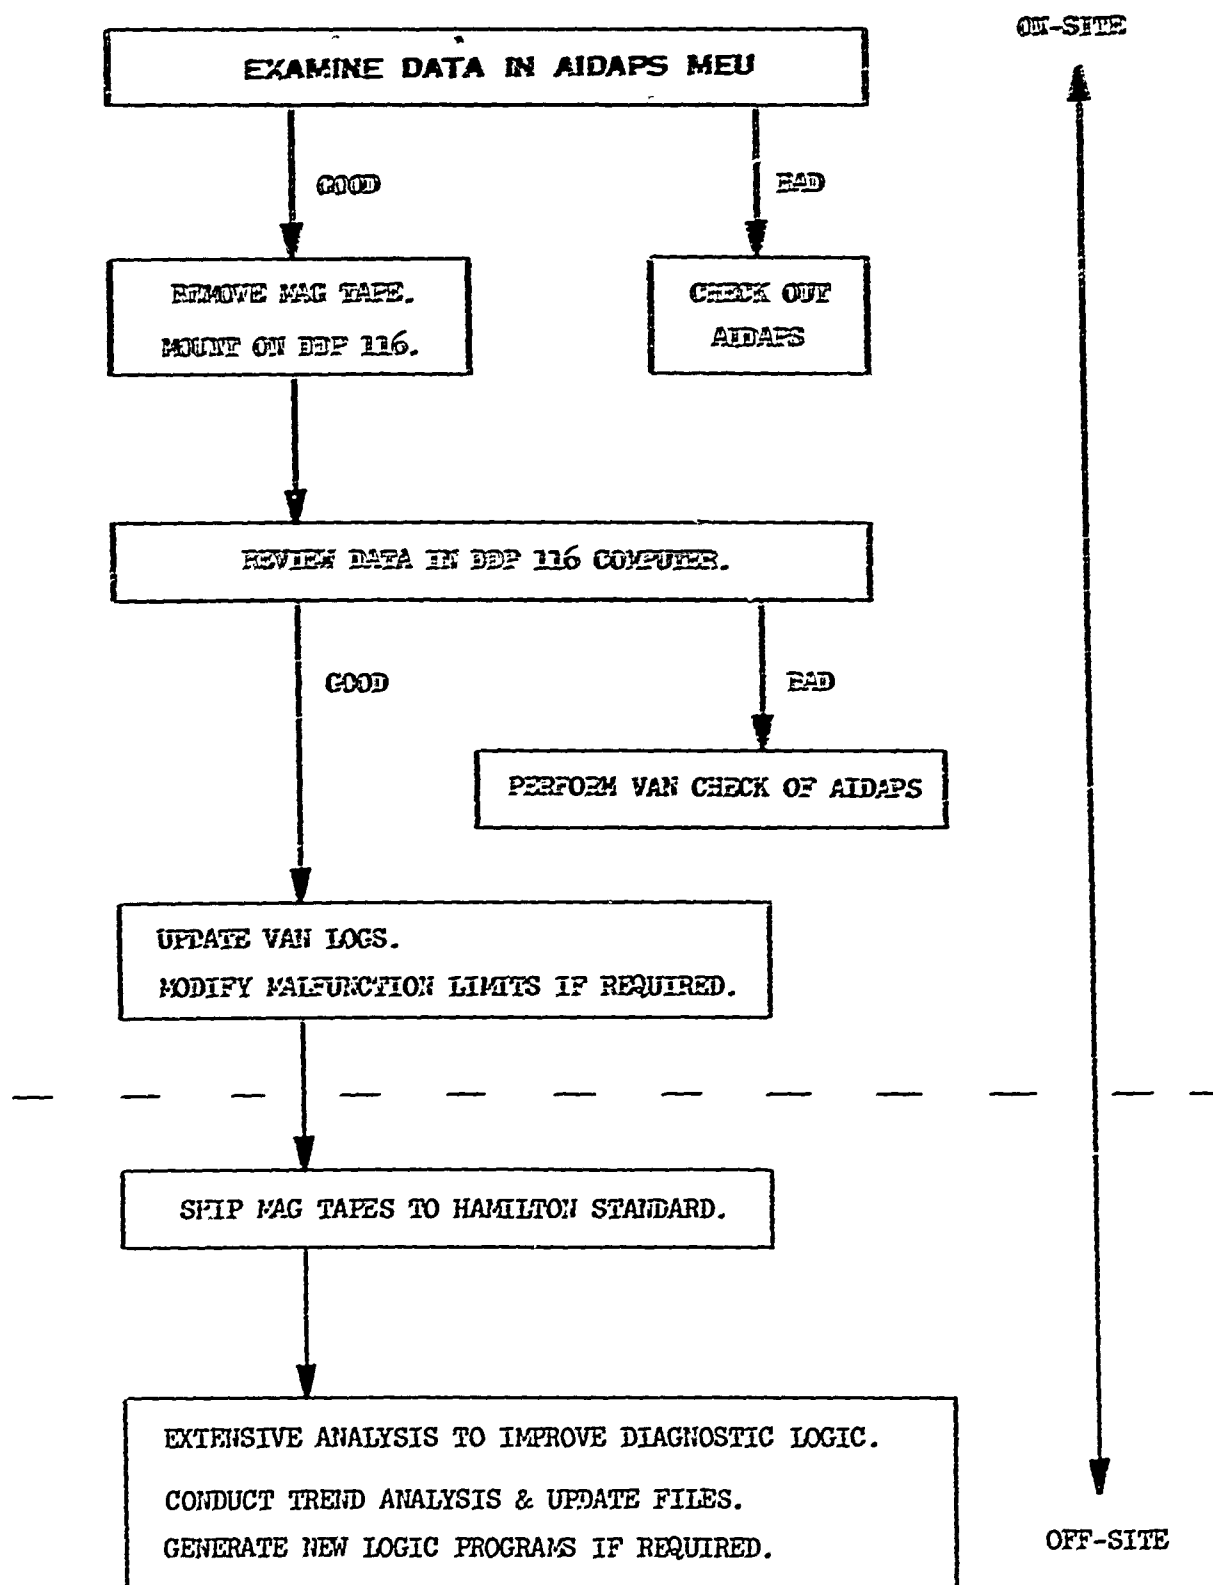 ON-SITE
EXAMINE DATA IN AIDAPS MEU
GOOD
BAD
REMOVE MAG TAPE.
MOUNT ON DDP 116.
CHECK OUT
AIDAPS
REVIEW DATA IN DDP 116 COMPUTER.
GOOD
BAD
PERFORM VAN CHECK OF AIDAPS
UPDATE VAN LOGS.
MODIFY MALFUNCTION LIMITS IF REQUIRED.
SHIP MAG TAPES TO HAMILTON STANDARD.
EXTENSIVE ANALYSIS TO IMPROVE DIAGNOSTIC LOGIC.
CONDUCT TREND ANALYSIS & UPDATE FILES.
GENERATE NEW LOGIC PROGRAMS IF REQUIRED.
OFF-SITE